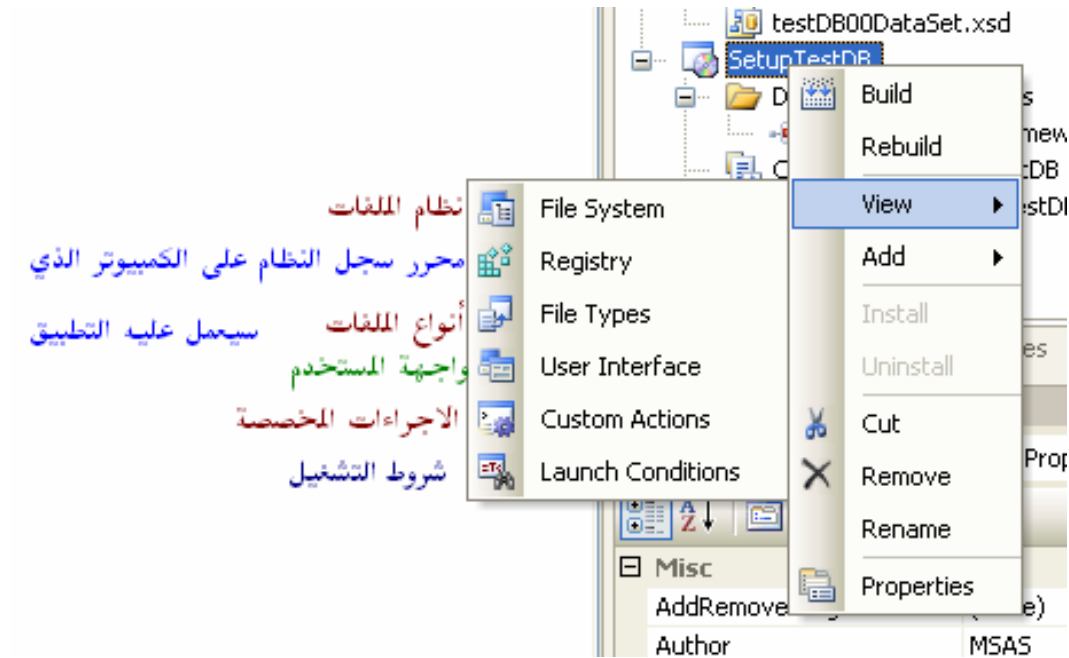 testDB00DataSet.xsd
SetupTestDB
Build
Rebuild
View
Add
Install
Uninstall
Cut
Remove
Rename
Properties
File System
Registry
File Types
User Interface
Custom Actions
Launch Conditions
نظام الملفات
محرر سجل النظام على الكمبيوتر الذي
سيعمل عليه التطبيق
أنواع الملفات
واجهة المستخدم
الاجراءات المخصصة
شروط التشغيل
Misc
Author
MSAS